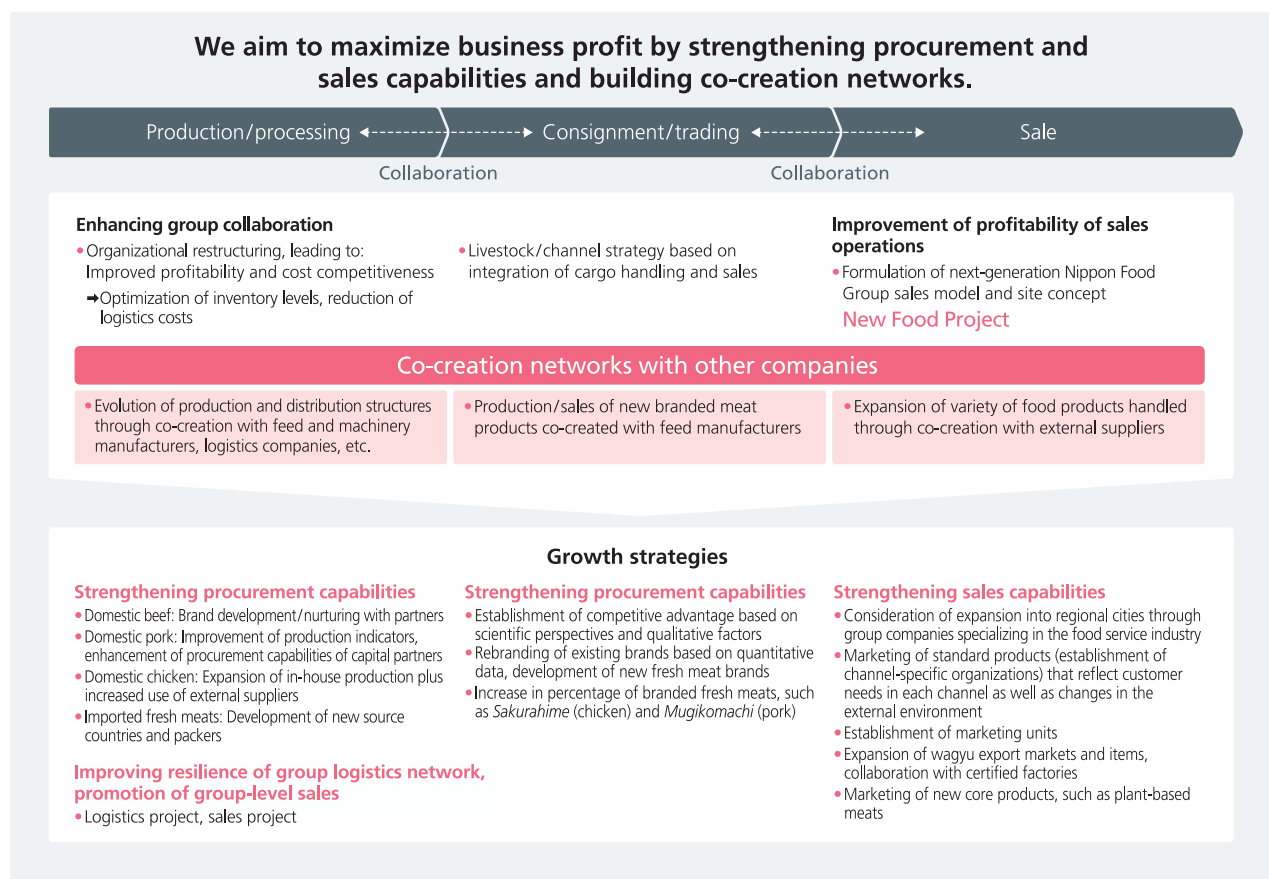 We aim to maximize business profit by strengthening procurement and
sales capabilities and building co-creation networks.
Production/processing
Consignment/trading
Sale
Collaboration
Collaboration
Enhancing group collaboration
• Organizational restructuring, leading to:
Improved profitability and cost competitiveness
➡Optimization of inventory levels, reduction of
logistics costs
• Livestock/channel strategy based on
integration of cargo handling and sales
Improvement of profitability of sales
operations
• Formulation of next-generation Nippon Food
Group sales model and site concept
New Food Project
Co-creation networks with other companies
• Evolution of production and distribution structures
through co-creation with feed and machinery
manufacturers, logistics companies, etc.
• Production/sales of new branded meat
products co-created with feed manufacturers
• Expansion of variety of food products handled
through co-creation with external suppliers
Growth strategies
Strengthening procurement capabilities
• Domestic beef: Brand development/nurturing with partners
• Domestic pork: Improvement of production indicators,
enhancement of procurement capabilities of capital partners
• Domestic chicken: Expansion of in-house production plus
increased use of external suppliers
• Imported fresh meats: Development of new source
countries and packers
Improving resilience of group logistics network,
promotion of group-level sales
• Logistics project, sales project
Strengthening procurement capabilities
• Establishment of competitive advantage based on
scientific perspectives and qualitative factors
• Rebranding of existing brands based on quantitative
data, development of new fresh meat brands
• Increase in percentage of branded fresh meats, such
as Sakurahime (chicken) and Mugikomachi (pork)
Strengthening sales capabilities
• Consideration of expansion into regional cities through
group companies specializing in the food service industry
• Marketing of standard products (establishment of
channel-specific organizations) that reflect customer
needs in each channel as well as changes in the
external environment
• Establishment of marketing units
• Expansion of wagyu export markets and items,
collaboration with certified factories
• Marketing of new core products, such as plant-based
meats